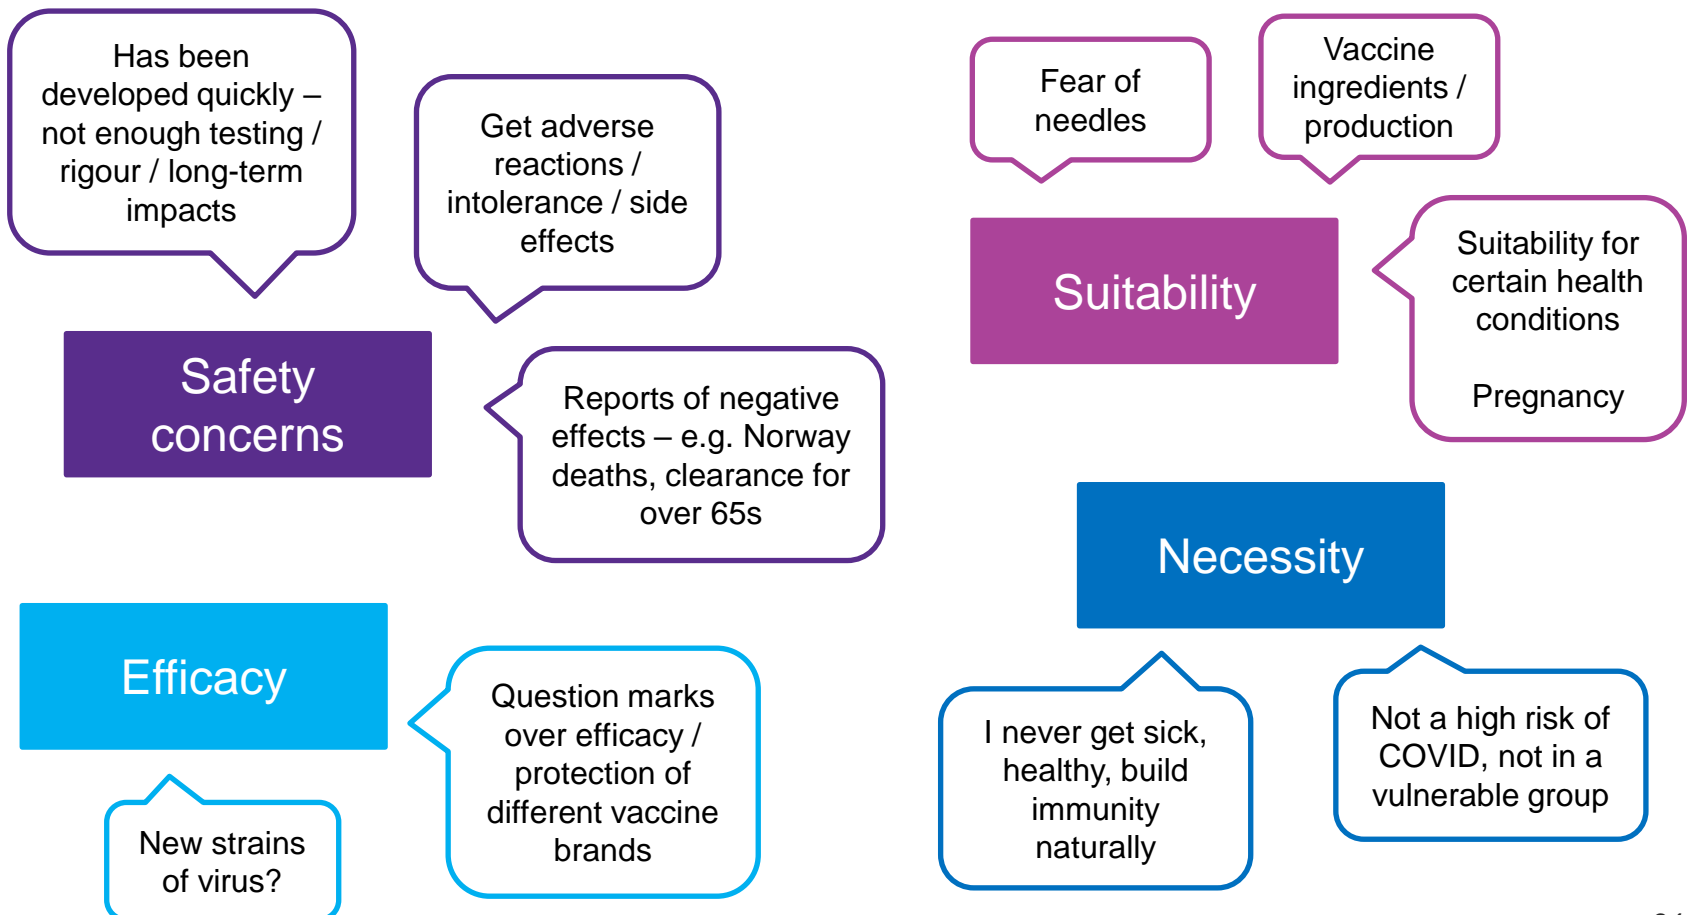 Has been
developed quickly –
not enough testing /
rigour / long-term
impacts
Get adverse
reactions /
intolerance / side
effects
Safety
concerns
Reports of negative
effects – e.g. Norway
deaths, clearance for
over 65s
Fear of
needles
Vaccine
ingredients /
production
Suitability
Suitability for
certain health
conditions
Pregnancy
Efficacy
Question marks
over efficacy /
protection of
different vaccine
brands
New strains
of virus?
Necessity
I never get sick,
healthy, build
immunity
naturally
Not a high risk of
COVID, not in a
vulnerable group